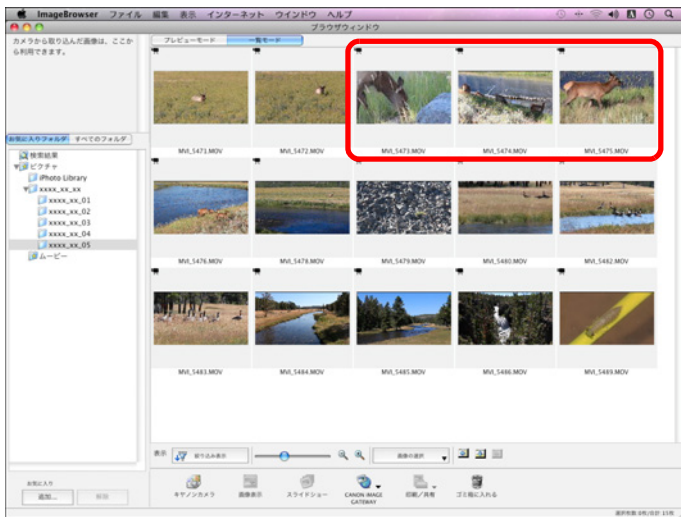 ImageBrowser ファイル 編集 表示 インターネット ウインドウ ヘルプ
ブラウザウィンドウ
カメラから取り込んだ画像は、ここか
ら利用できます。
プレビューモード 一覧モード
お気に入りフォルダ すべてのフォルダ
検索結果
ピクチャ
iPhoto Library
xxxx_xx_xx
xxxx_xx_01
xxxx_xx_02
xxxx_xx_03
xxxx_xx_04
xxxx_xx_05
ムービー
MVI_5471.MOV MVI_5472.MOV MVI_5473.MOV MVI_5474.MOV MVI_5475.MOV
MVI_5476.MOV MVI_5478.MOV MVI_5479.MOV MVI_5480.MOV MVI_5482.MOV
MVI_5483.MOV MVI_5484.MOV MVI_5485.MOV MVI_5486.MOV MVI_5489.MOV
表示 絞り込み表示 画像の選択
お気に入り
追加... 解除
キヤノンカメラ 画像表示 スライドショー CANON iMAGE GATEWAY 印刷/共有 ゴミ箱に入れる